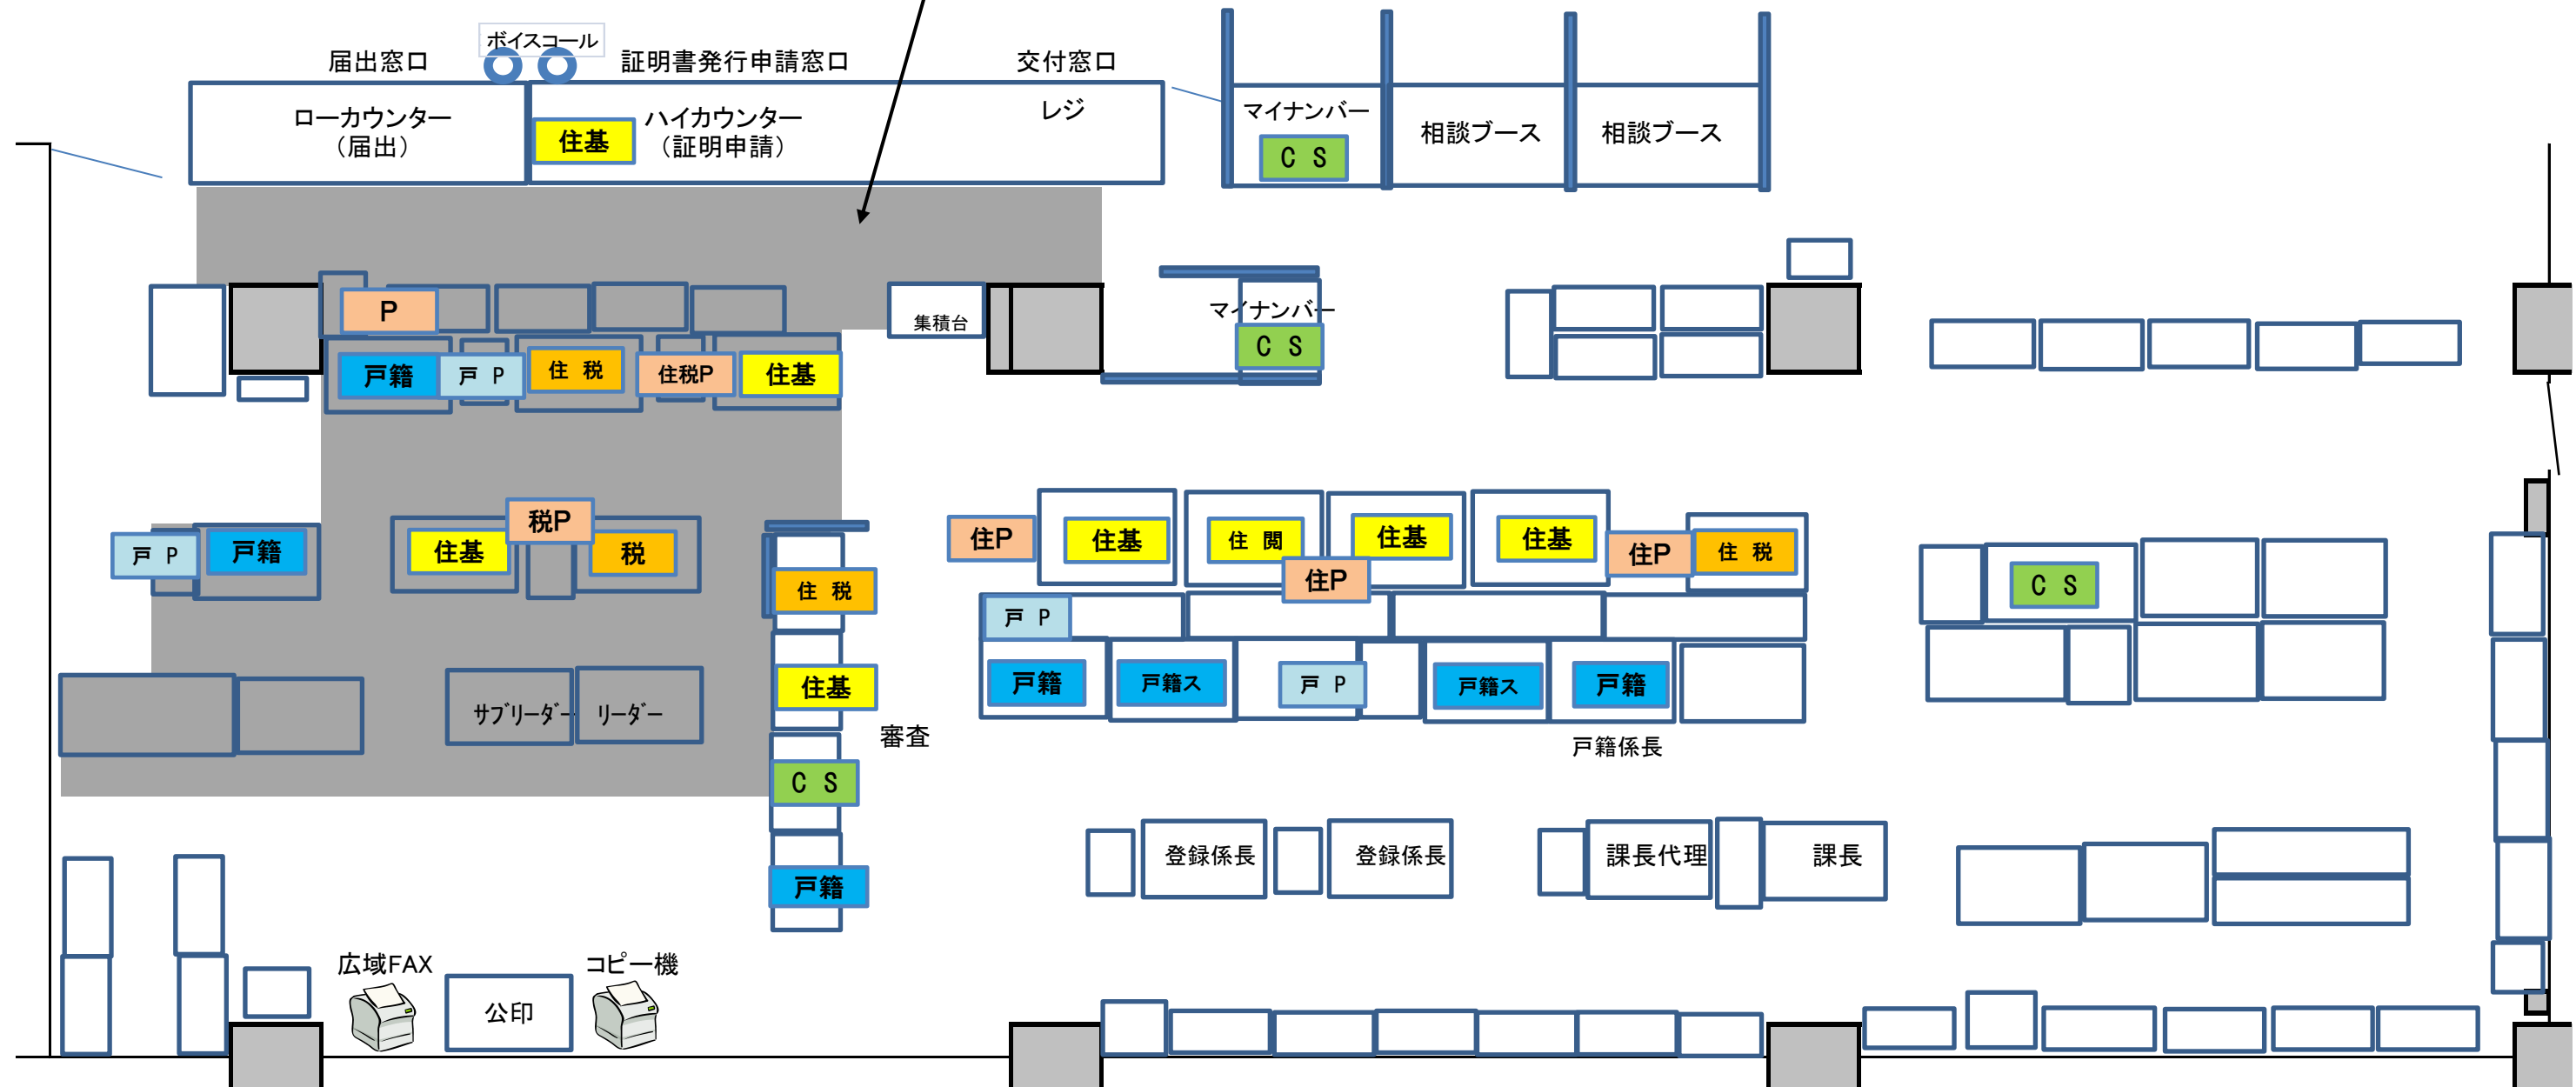 ボイスコール
届出窓口
証明書発行申請窓口
交付窓口
ローカウンター
（届出）
住基
ハイカウンター
（証明申請）
レジ
マイナンバー
ＣＳ
相談ブース
相談ブース
P
集積台
マイナンバー
ＣＳ
戸籍
戸 P
住 税
住税P
住基
税P
戸 P
戸籍
住基
税
住 税
住基
ＣＳ
戸籍
審査
ｻﾌﾞﾘｰﾀﾞｰ
ﾘｰﾀﾞｰ
住P
住基
住 閲
住基
住基
住P
住P
住 税
戸 P
戸籍
戸籍ス
戸 P
戸籍ス
戸籍
戸籍係長
ＣＳ
登録係長
登録係長
課長代理
課長
広域FAX
公印
コピー機